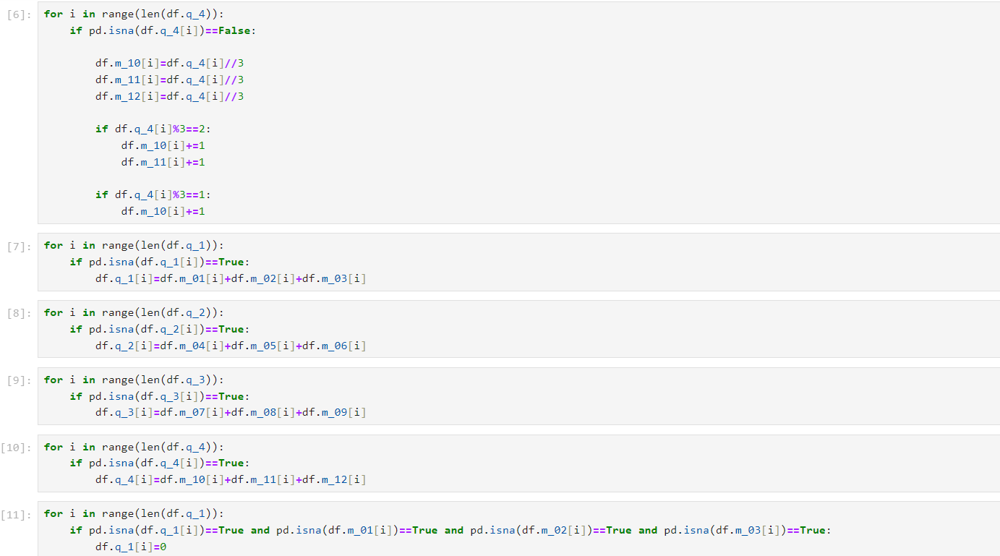 [6]:
for i in range(len(df.q_4)):
    if pd.isna(df.q_4[i])==False:
        df.m_10[i]=df.q_4[i]//3
        df.m_11[i]=df.q_4[i]//3
        df.m_12[i]=df.q_4[i]//3
        if df.q_4[i]%3==2:
            df.m_10[i]+=1
            df.m_11[i]+=1
        if df.q_4[i]%3==1:
            df.m_10[i]+=1
[7]:
for i in range(len(df.q_1)):
    if pd.isna(df.q_1[i])==True:
        df.q_1[i]=df.m_01[i]+df.m_02[i]+df.m_03[i]
[8]:
for i in range(len(df.q_2)):
    if pd.isna(df.q_2[i])==True:
        df.q_2[i]=df.m_04[i]+df.m_05[i]+df.m_06[i]
[9]:
for i in range(len(df.q_3)):
    if pd.isna(df.q_3[i])==True:
        df.q_3[i]=df.m_07[i]+df.m_08[i]+df.m_09[i]
[10]:
for i in range(len(df.q_4)):
    if pd.isna(df.q_4[i])==True:
        df.q_4[i]=df.m_10[i]+df.m_11[i]+df.m_12[i]
[11]:
for i in range(len(df.q_1)):
    if pd.isna(df.q_1[i])==True and pd.isna(df.m_01[i])==True and pd.isna(df.m_02[i])==True and pd.isna(df.m_03[i])==True:
        df.q_1[i]=0